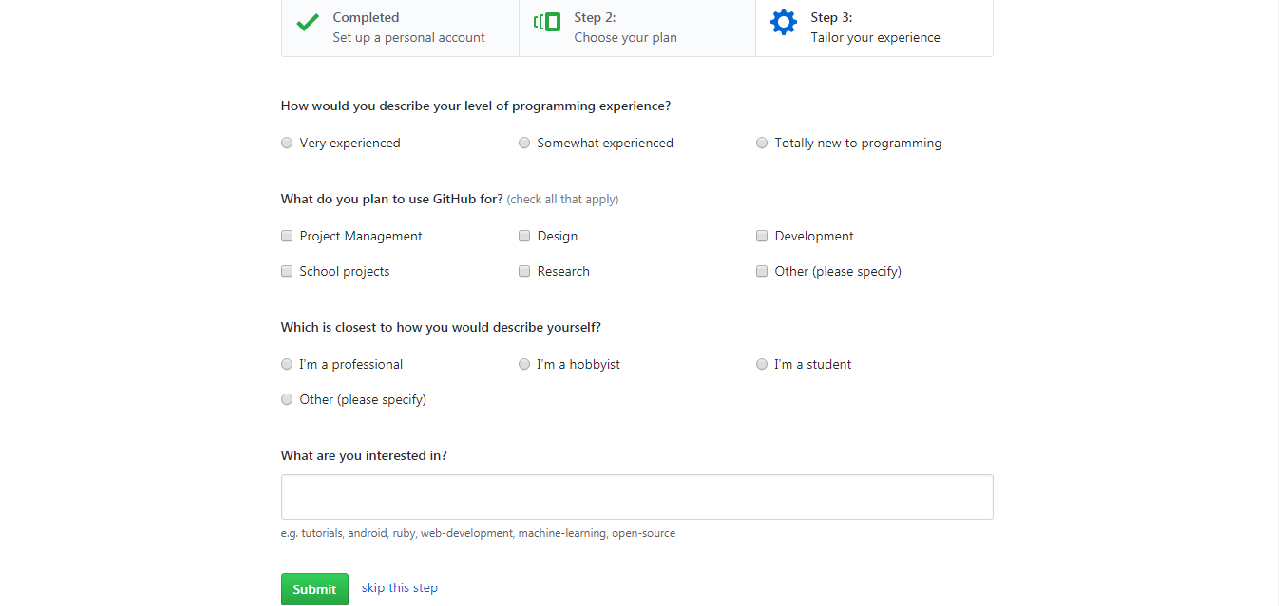 Completed
Set up a personal account
Step 2:
Choose your plan
Step 3:
Tailor your experience
How would you describe your level of programming experience?
Very experienced
Somewhat experienced
Totally new to programming
What do you plan to use GitHub for? (check all that apply)
Project Management
Design
Development
School projects
Research
Other (please specify)
Which is closest to how you would describe yourself?
I'm a professional
I'm a hobbyist
I'm a student
Other (please specify)
What are you interested in?
e.g. tutorials, android, ruby, web-development, machine-learning, open-source
Submit
skip this step